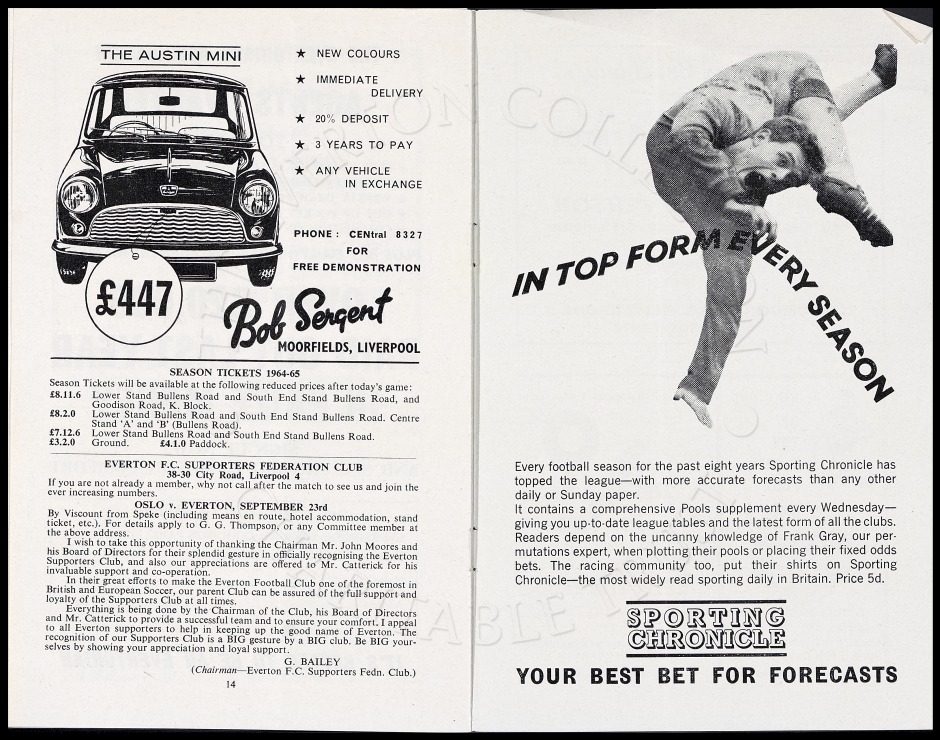 THE AUSTIN MINI
★ NEW COLOURS
★ IMMEDIATE
DELIVERY
★ 20% DEPOSIT
★ 3 YEARS TO PAY
★ ANY VEHICLE
IN EXCHANGE
PHONE : CENtral 8327
FOR
FREE DEMONSTRATION
£447
Bob Sergent
MOORFIELDS, LIVERPOOL
SEASON TICKETS 1964-65
Season Tickets will be available at the following reduced prices after today's game:
£8.11.6 Lower Stand Bullens Road and South End Stand Bullens Road, and
Goodison Road, K. Block.
£8.2.0 Lower Stand Bullens Road and South End Stand Bullens Road. Centre
Stand 'A' and 'B' (Bullens Road).
£7.12.6 Lower Stand Bullens Road and South End Stand Bullens Road.
£3.2.0 Ground. £4.1.0 Paddock.
EVERTON F.C. SUPPORTERS FEDERATION CLUB
38-30 City Road, Liverpool 4
If you are not already a member, why not call after the match to see us and join the
ever increasing numbers.
OSLO v. EVERTON, SEPTEMBER 23rd
By Viscount from Speke (including means en route, hotel accommodation, stand
ticket, etc.). For details apply to G. G. Thompson, or any Committee member at
the above address.
I wish to take this opportunity of thanking the Chairman Mr. John Moores and
his Board of Directors for their splendid gesture in officially recognising the Everton
Supporters Club, and also our appreciations are offered to Mr. Catterick for his
invaluable support and co-operation.
In their great efforts to make the Everton Football Club one of the foremost in
British and European Soccer, our parent Club can be assured of the full support and
loyalty of the Supporters Club at all times.
Everything is being done by the Chairman of the Club, his Board of Directors
and Mr. Catterick to provide a successful team and to ensure your comfort. I appeal
to all Everton supporters to help in keeping up the good name of Everton. The
recognition of our Supporters Club is a BIG gesture by a BIG club. Be BIG your-
selves by showing your appreciation and loyal support.
G. BAILEY
(Chairman—Everton F.C. Supporters Fedn. Club.)
14
IN TOP FORM EVERY SEASON
Every football season for the past eight years Sporting Chronicle has
topped the league—with more accurate forecasts than any other
daily or Sunday paper.
It contains a comprehensive Pools supplement every Wednesday—
giving you up-to-date league tables and the latest form of all the clubs.
Readers depend on the uncanny knowledge of Frank Gray, our per-
mutations expert, when plotting their pools or placing their fixed odds
bets. The racing community too, put their shirts on Sporting
Chronicle—the most widely read sporting daily in Britain. Price 5d.
SPORTING
CHRONICLE
YOUR BEST BET FOR FORECASTS